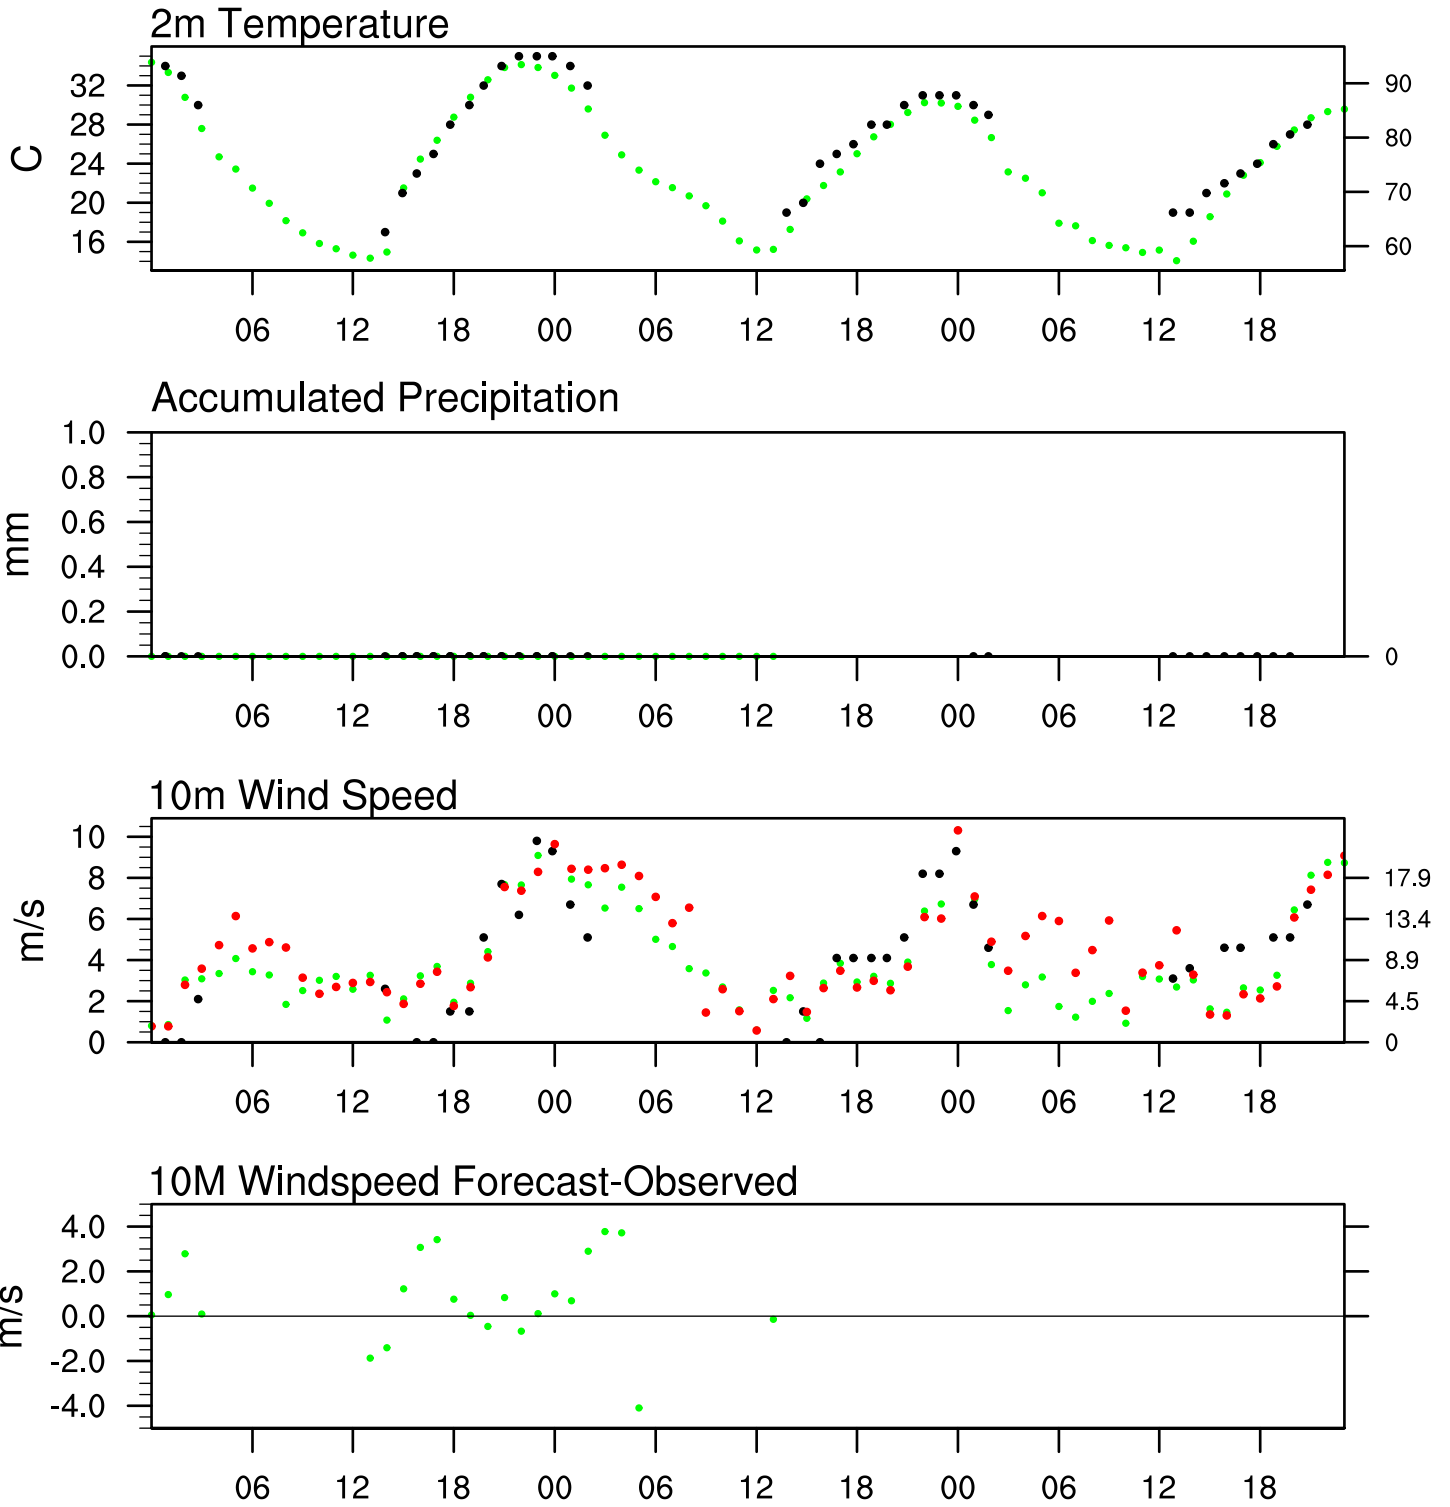 2m Temperature
C
32
28
24
20
16
90
80
70
60
06 12 18 00 06 12 18 00 06 12 18
Accumulated Precipitation
mm
1.0
0.8
0.6
0.4
0.2
0.0
0
06 12 18 00 06 12 18 00 06 12 18
10m Wind Speed
m/s
10
8
6
4
2
0
17.9
13.4
8.9
4.5
0
06 12 18 00 06 12 18 00 06 12 18
10M Windspeed Forecast-Observed
m/s
4.0
2.0
0.0
-2.0
-4.0
06 12 18 00 06 12 18 00 06 12 18